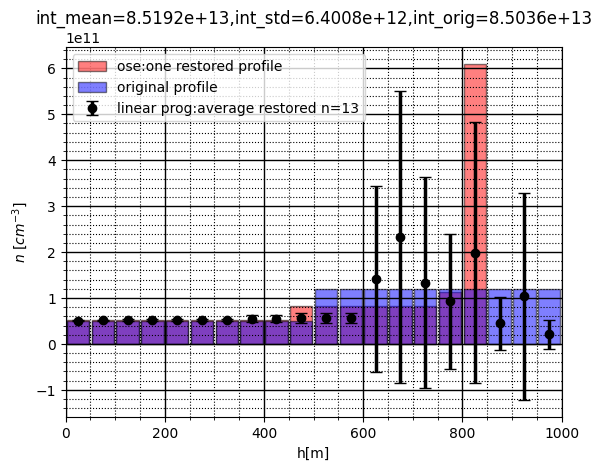 int_mean=8.5192e+13,int_std=6.4008e+12,int_orig=8.5036e+13
1e11
ose:one restored profile
original profile
linear prog:average restored n=13
6
5
4
3
2
1
0
−1
n [cm⁻³]
0 200 400 600 800 1000
h[m]